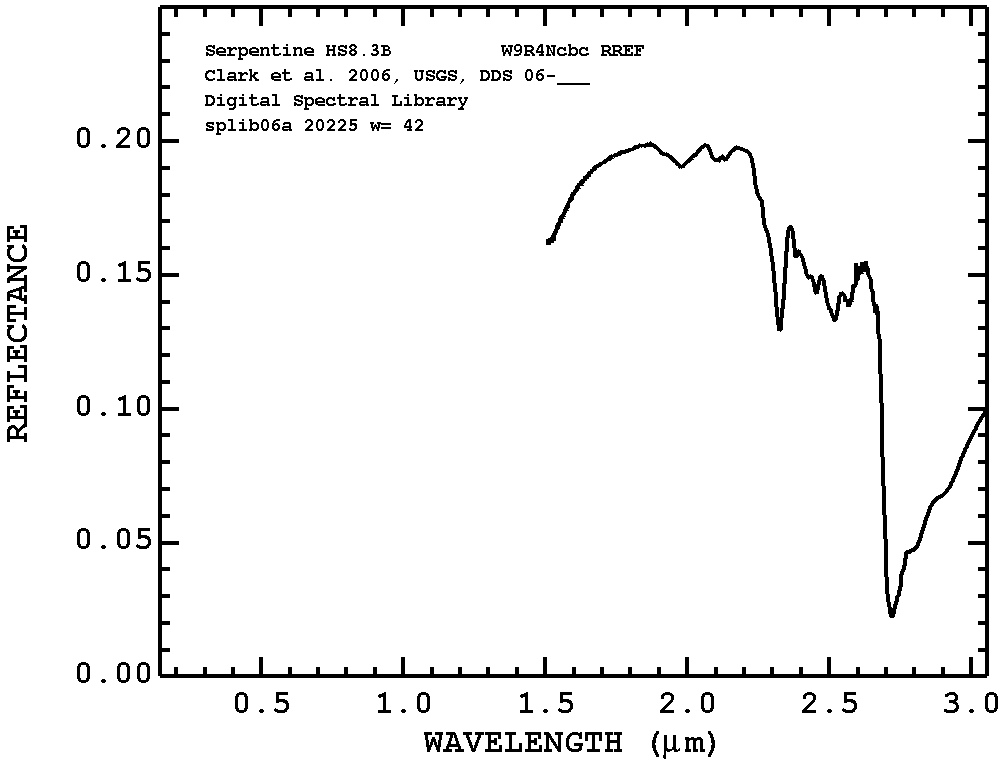 Serpentine HS8.3B W9R4Ncbc RREF
Clark et al. 2006, USGS, DDS 06-___
Digital Spectral Library
splib06a 20225 w= 42
0.20
0.15
0.10
0.05
0.00
REFLECTANCE
0.5 1.0 1.5 2.0 2.5 3.0
WAVELENGTH (μm)